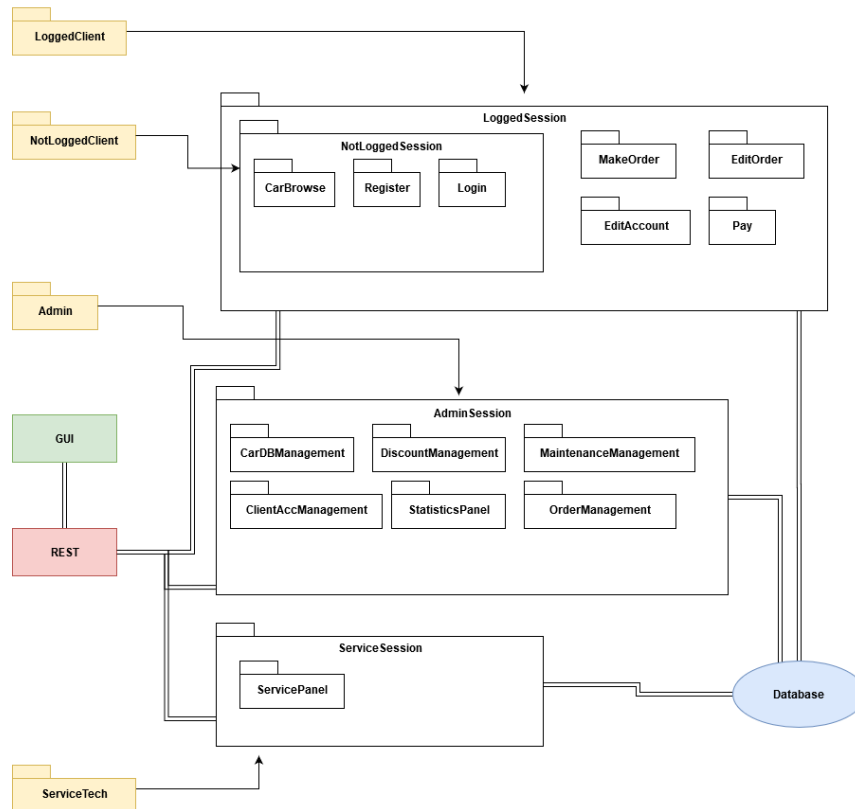 LoggedClient
LoggedSession
NotLoggedClient
NotLoggedSession
MakeOrder
EditOrder
CarBrowse
Register
Login
EditAccount
Pay
Admin
AdminSession
GUI
CarDBManagement
DiscountManagement
MaintenanceManagement
ClientAccManagement
StatisticsPanel
OrderManagement
REST
ServiceSession
ServicePanel
Database
ServiceTech